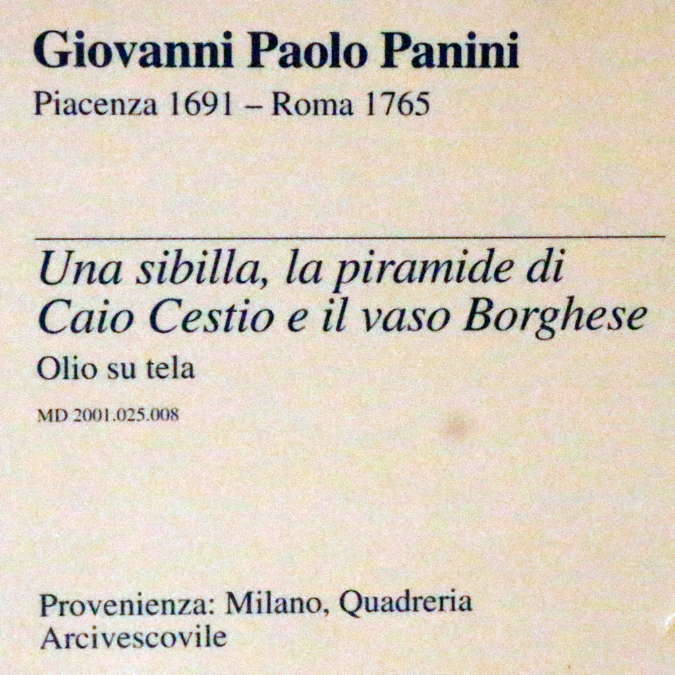 Giovanni Paolo Panini
Piacenza 1691 – Roma 1765
Una sibilla, la piramide di
Caio Cestio e il vaso Borghese
Olio su tela
MD 2001.025.008
Provenienza: Milano, Quadreria
Arcivescovile